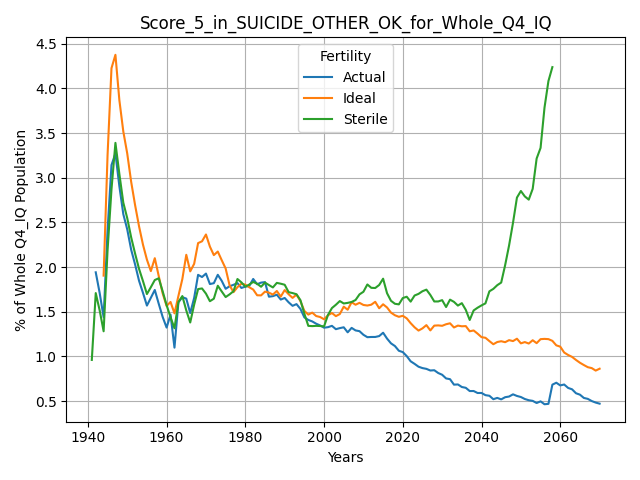 Score_5_in_SUICIDE_OTHER_OK_for_Whole_Q4_IQ
Fertility
Actual
Ideal
Sterile
% of Whole Q4_IQ Population
4.5
4.0
3.5
3.0
2.5
2.0
1.5
1.0
0.5
1940
1960
1980
2000
2020
2040
2060
Years